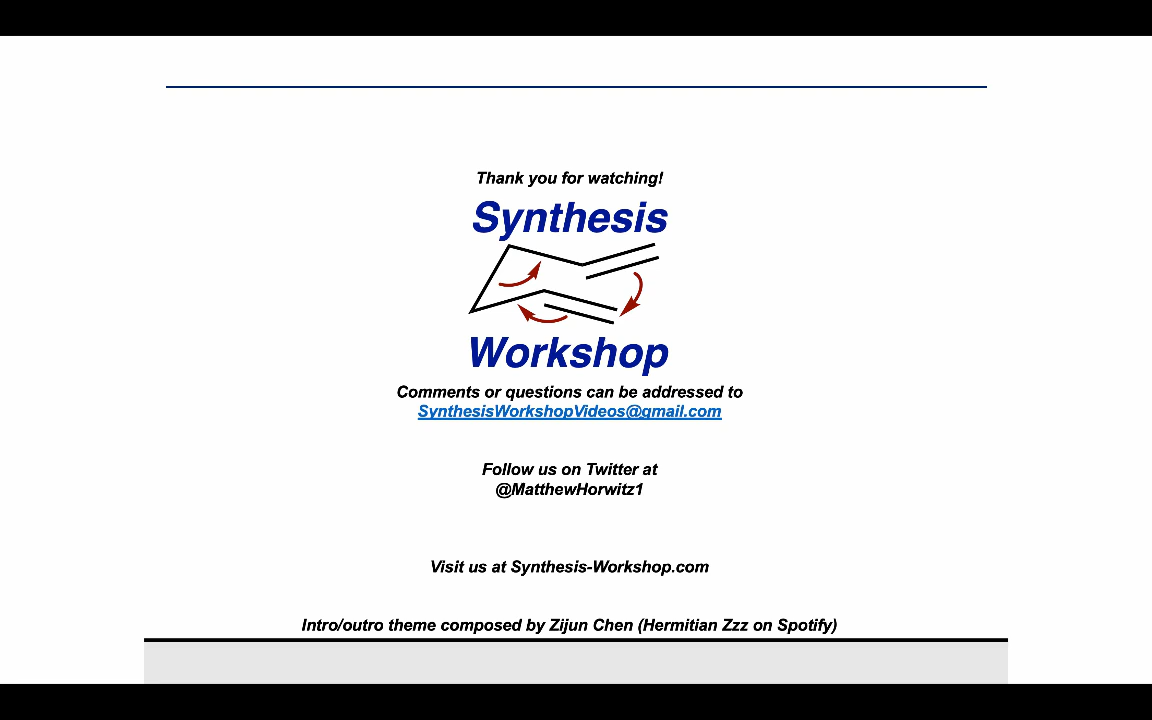 Thank you for watching!
Synthesis
Workshop
Comments or questions can be addressed to
SynthesisWorkshopVideos@gmail.com
Follow us on Twitter at
@MatthewHorwitz1
Visit us at Synthesis-Workshop.com
Intro/outro theme composed by Zijun Chen (Hermitian Zzz on Spotify)